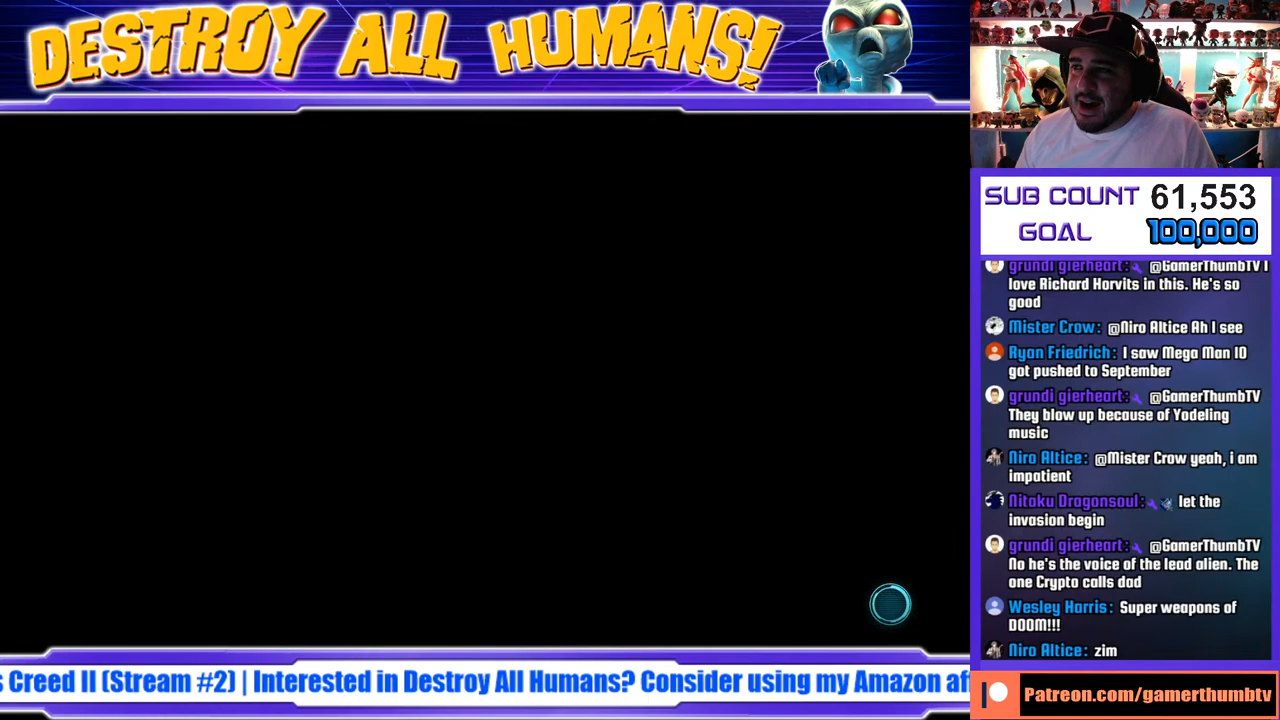 DESTROY ALL HUMANS!
SUB COUNT 61,553
GOAL 100,000
grundi gierheart: @GamerThumbTV I
love Richard Horvits in this. He's so
good
Mister Crow: @Niro Altice Ah I see
Ryan Friedrich: I saw Mega Man 10
got pushed to September
grundi gierheart: @GamerThumbTV
They blow up because of Yodeling
music
Niro Altice: @Mister Crow yeah, i am
impatient
Nitoku Dragonsoul: let the
invasion begin
grundi gierheart: @GamerThumbTV
No he's the voice of the lead alien. The
one Crypto calls dad
Wesley Harris: Super weapons of
DOOM!!!
Niro Altice: zim
s Creed II (Stream #2) | Interested in Destroy All Humans? Consider using my Amazon af
Patreon.com/gamerthumbtv